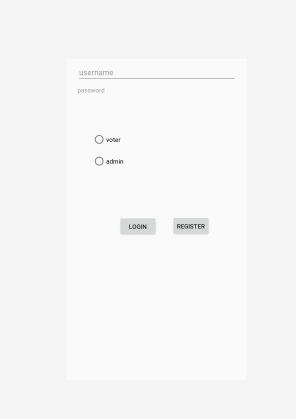 username
password
voter
admin
LOGIN REGISTER